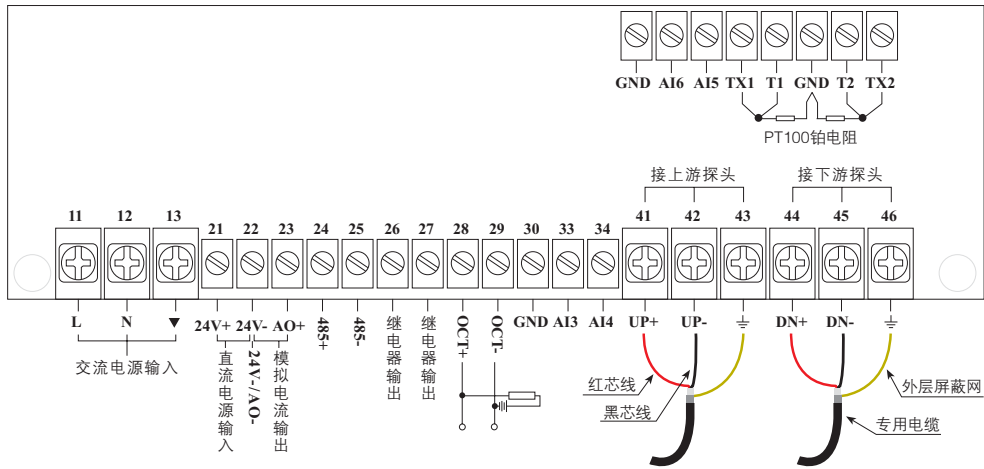 GND AI6 AI5 TX1 T1 GND T2 TX2
PT100铂电阻
接上游探头 接下游探头
11 12 13 21 22 23 24 25 26 27 28 29 30 33 34 41 42 43 44 45 46
L N ▼ 24V+ 24V- AO+ 485+ 485- 继电器输出 继电器输出 OCT+ OCT- GND AI3 AI4 UP+ UP- DN+ DN-
交流电源输入
直流电源输入
24V-/AO-
模拟电流输出
红芯线
黑芯线
外层屏蔽网
专用电缆